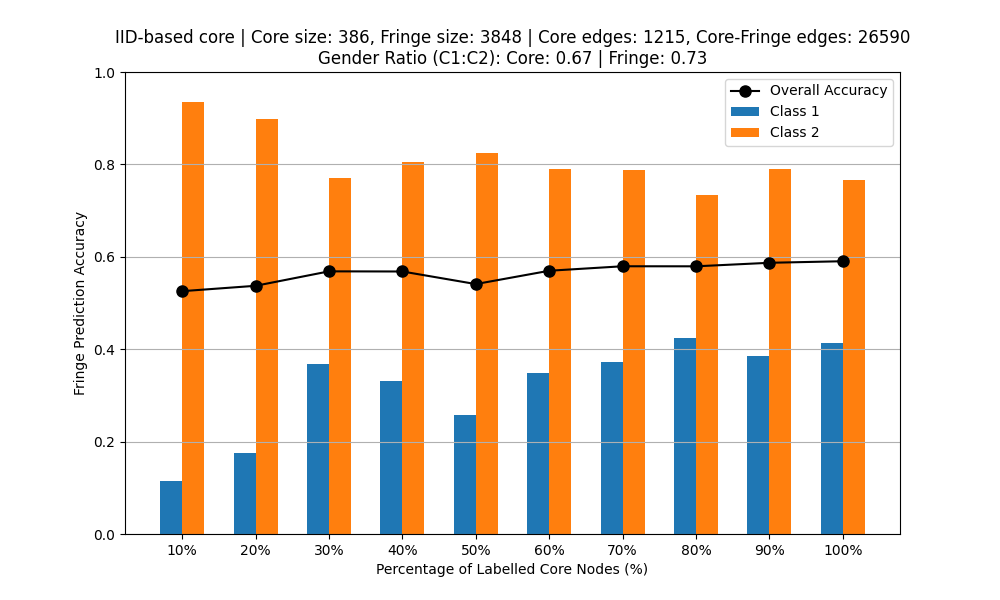 IID-based core | Core size: 386, Fringe size: 3848 | Core edges: 1215, Core-Fringe edges: 26590
Gender Ratio (C1:C2): Core: 0.67 | Fringe: 0.73
Overall Accuracy
Class 1
Class 2
Fringe Prediction Accuracy
1.0
0.8
0.6
0.4
0.2
0.0
10% 20% 30% 40% 50% 60% 70% 80% 90% 100%
Percentage of Labelled Core Nodes (%)